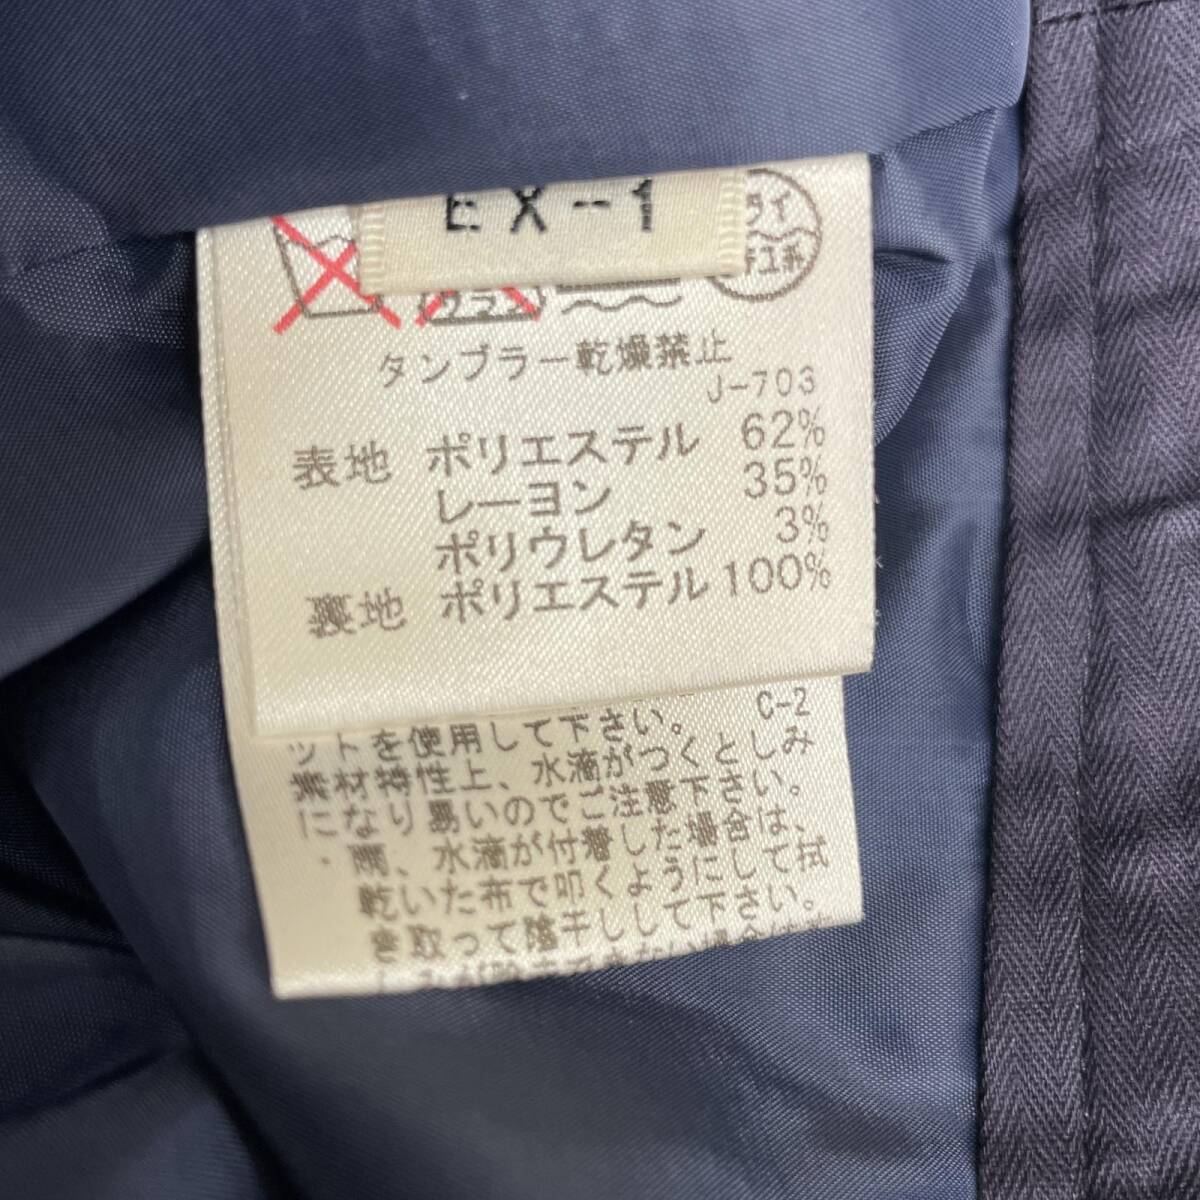 EX-1
タンブラー乾燥禁止
J-703
表地 ポリエステル 62%
レーヨン 35%
ポリウレタン 3%
裏地 ポリエステル 100%
C-2
ットを使用して下さい。
素材特性上、水滴がつくとしみ
になり易いのでご注意下さい。
・雨、水滴が付着した場合は、
乾いた布で叩くように拭
き取って陰干しして下さい。